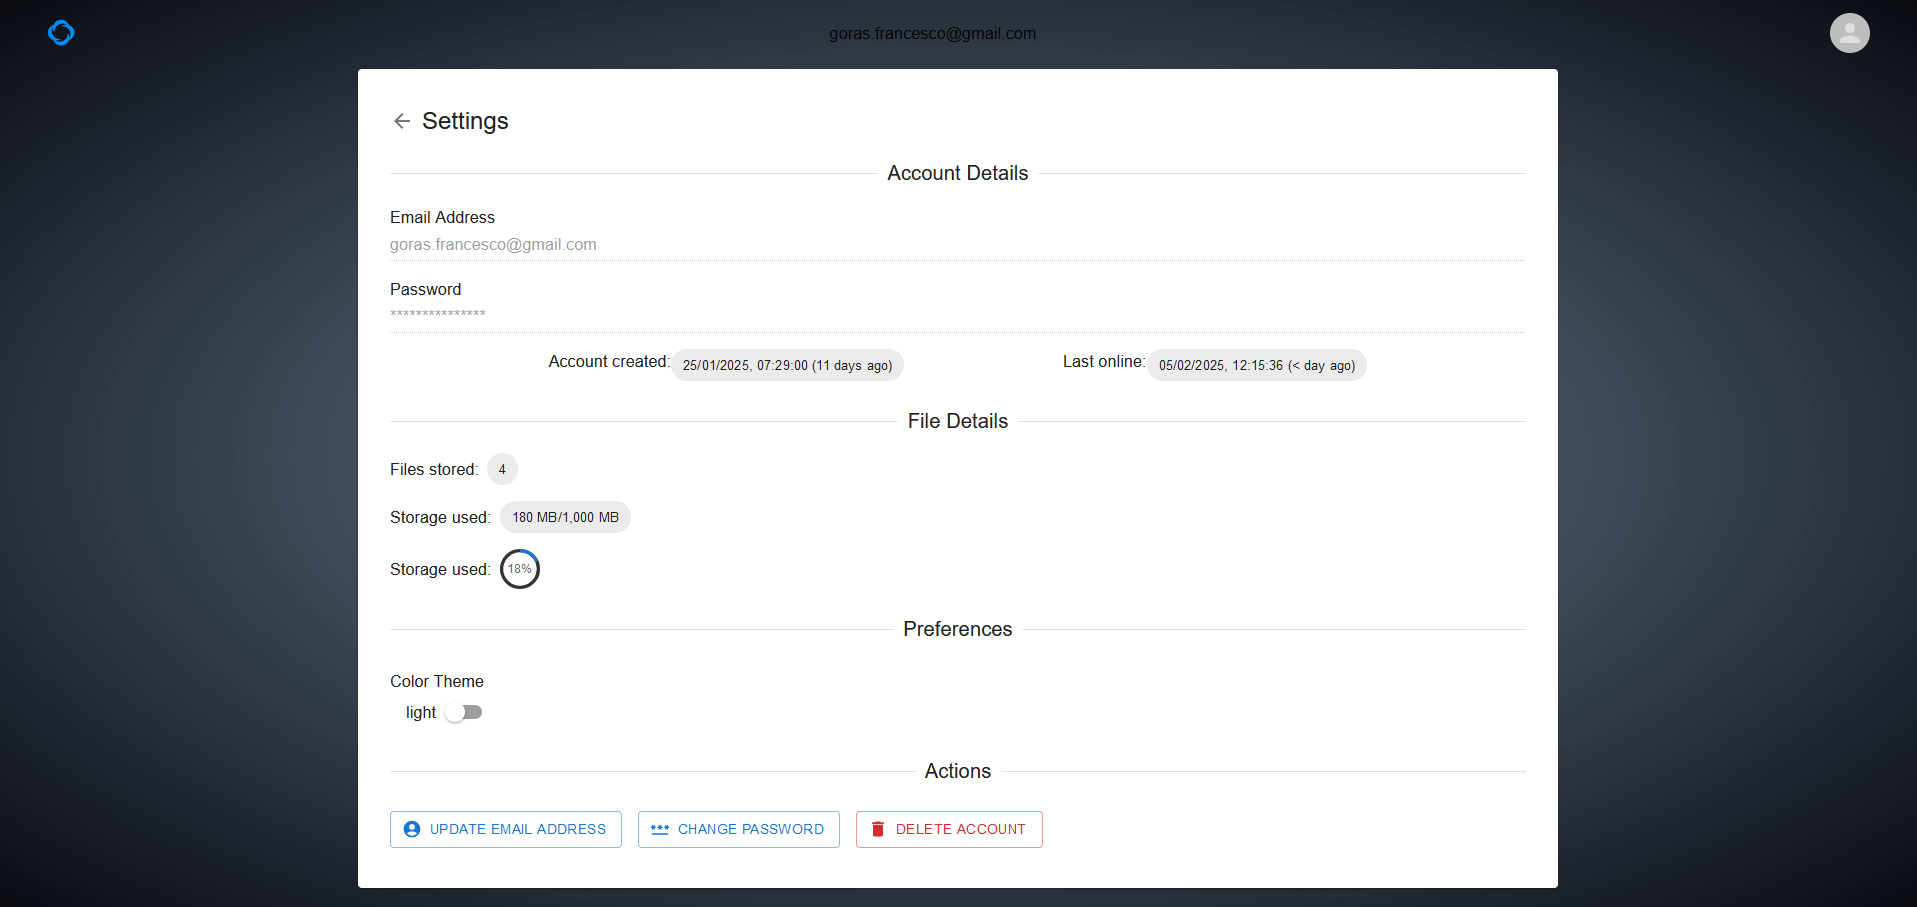 goras.francesco@gmail.com
Settings
Account Details
Email Address
goras.francesco@gmail.com
Password
***************
Account created: 25/01/2025, 07:29:00 (11 days ago) Last online: 05/02/2025, 12:15:36 (< day ago)
File Details
Files stored: 4
Storage used: 180 MB/1,000 MB
Storage used: 18%
Preferences
Color Theme
light
Actions
UPDATE EMAIL ADDRESS *** CHANGE PASSWORD DELETE ACCOUNT